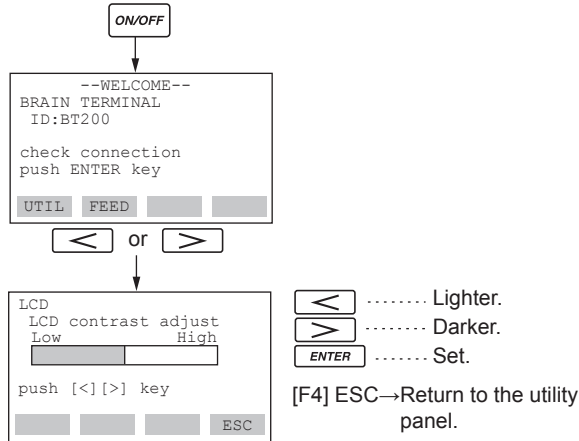 ON/OFF
--WELCOME--
BRAIN TERMINAL
ID:BT200
check connection
push ENTER key
UTIL FEED
< or >
LCD
LCD contrast adjust
Low High
push [<][>] key
ESC
< ........ Lighter.
> ........ Darker.
ENTER ....... Set.
[F4] ESC→Return to the utility
panel.